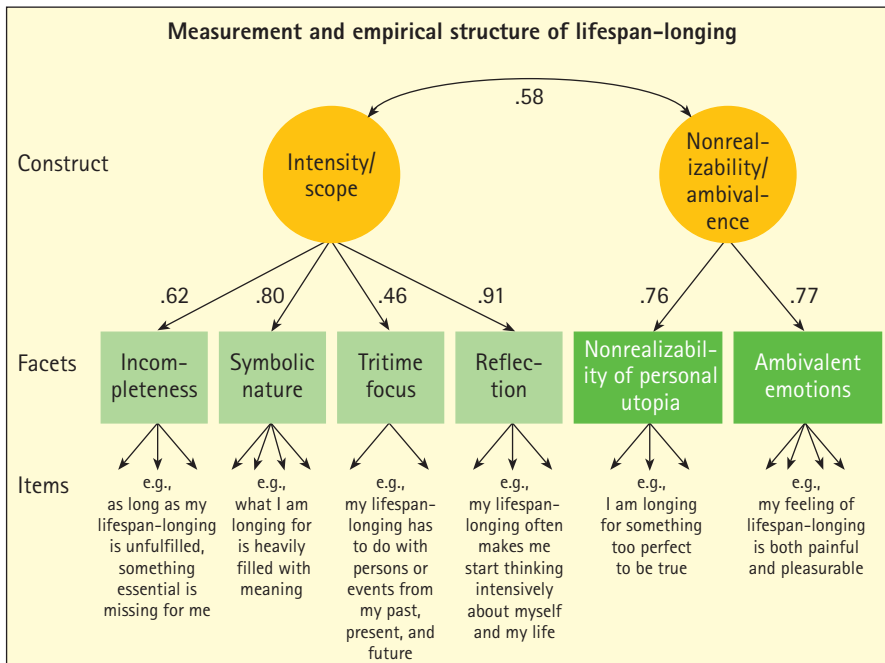 Measurement and empirical structure of lifespan-longing
.58
Construct
Intensity/
scope
Nonreal-
izability/
ambival-
ence
.62
.80
.46
.91
.76
.77
Facets
Incom-
pleteness
Symbolic
nature
Tritime
focus
Reflec-
tion
Nonrealizabil-
ity of personal
utopia
Ambivalent
emotions
Items
e.g.,
as long as my
lifespan-longing
is unfulfilled,
something
essential is
missing for me
e.g.,
what I am
longing for
is heavily
filled with
meaning
e.g.,
my lifespan-
longing has
to do with
persons or
events from
my past,
present, and
future
e.g.,
my lifespan-
longing often
makes me
start thinking
intensively
about myself
and my life
e.g.,
I am longing
for something
too perfect
to be true
e.g.,
my feeling of
lifespan-longing
is both painful
and pleasurable